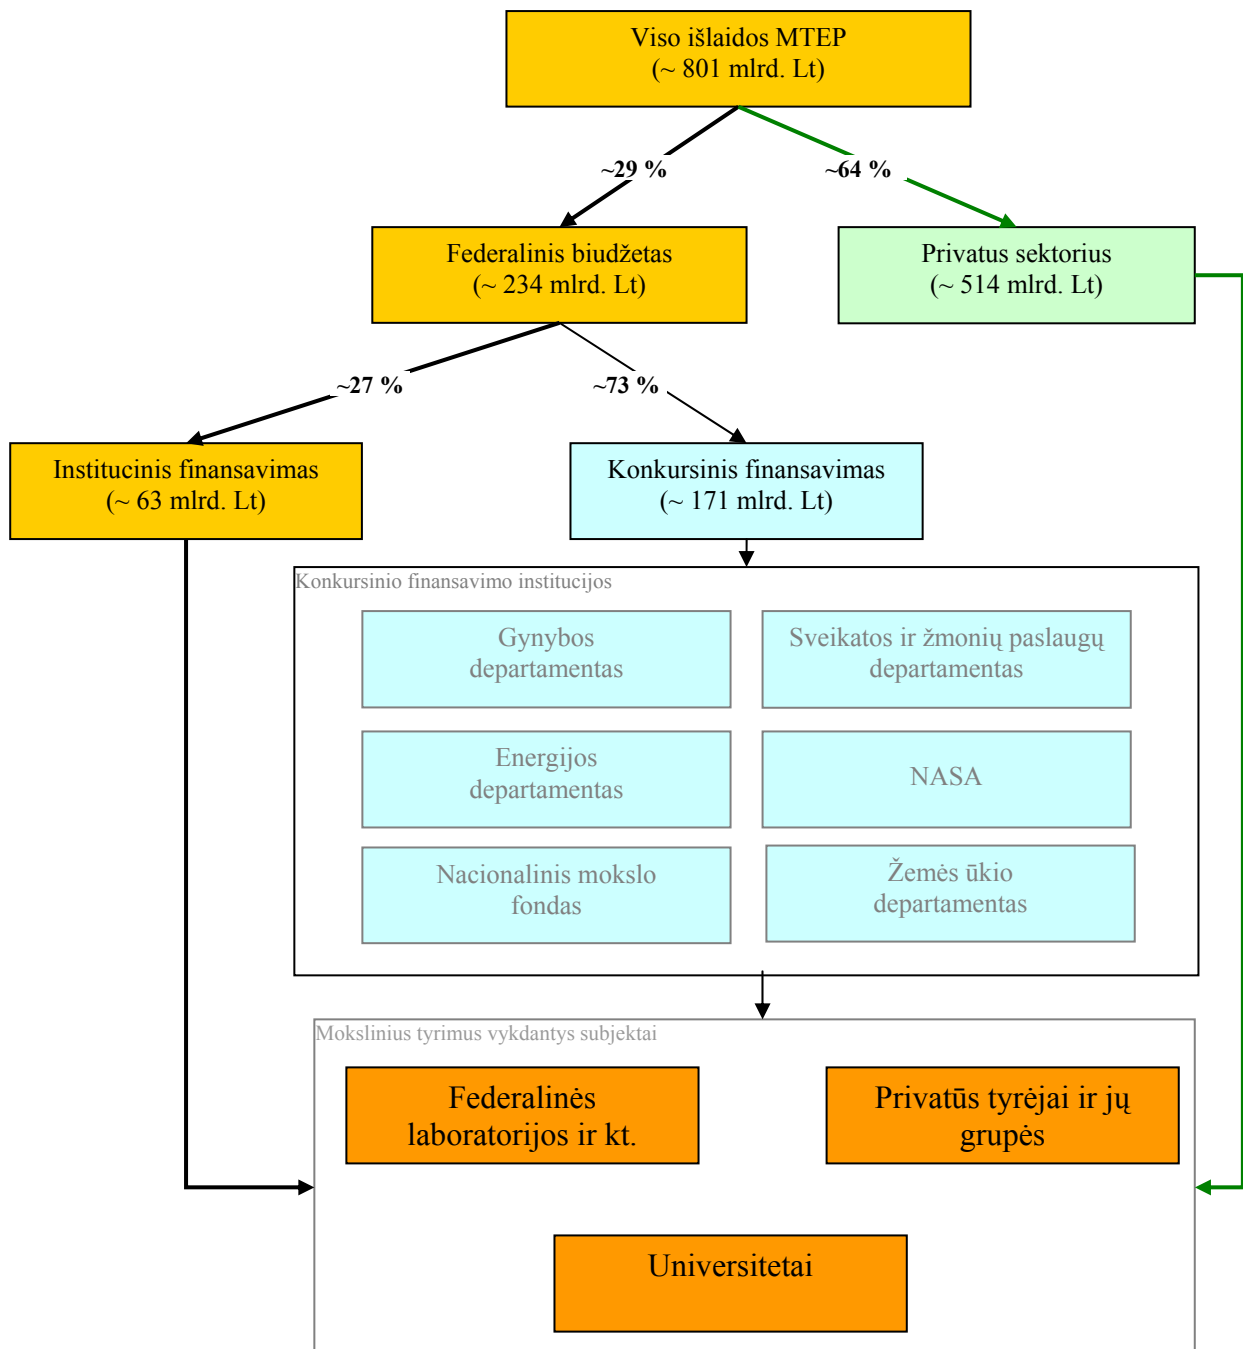 Viso išlaidos MTEP
(~ 801 mlrd. Lt)
~29 %
~64 %
Federalinis biudžetas
(~ 234 mlrd. Lt)
Privatus sektorius
(~ 514 mlrd. Lt)
~27 %
~73 %
Institucinis finansavimas
(~ 63 mlrd. Lt)
Konkursinis finansavimas
(~ 171 mlrd. Lt)
Konkursinio finansavimo institucijos
Gynybos
departamentas
Sveikatos ir žmonių paslaugų
departamentas
Energijos
departamentas
NASA
Nacionalinis mokslo
fondas
Žemės ūkio
departamentas
Mokslinius tyrimus vykdantys subjektai
Federalinės
laboratorijos ir kt.
Privatūs tyrėjai ir jų
grupės
Universitetai